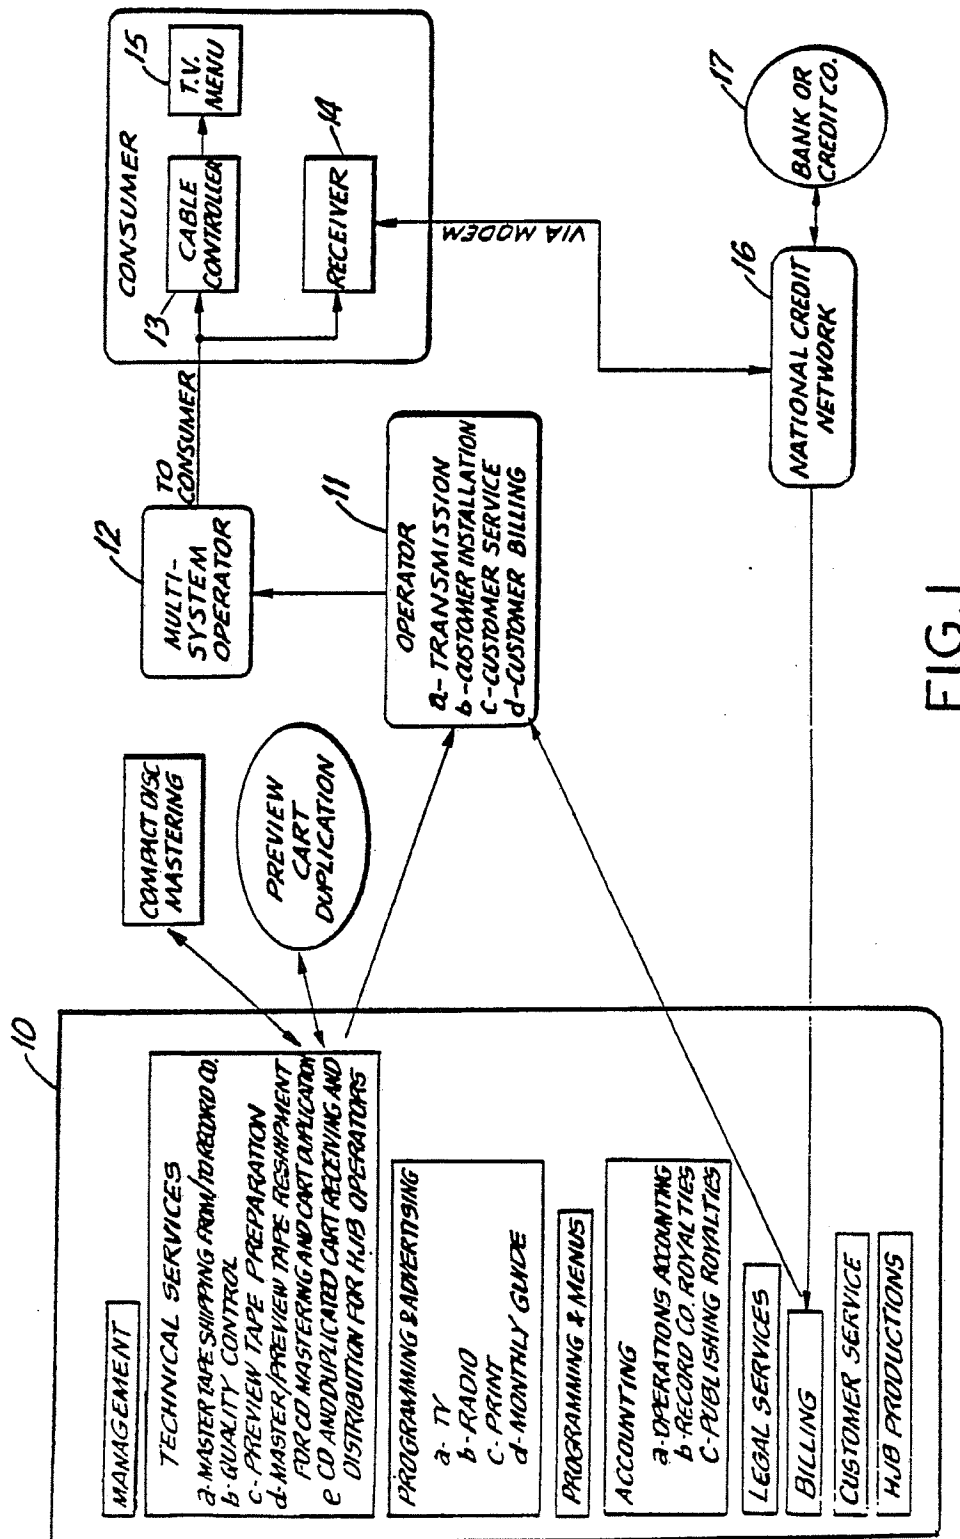 10
MANAGEMENT
TECHNICAL SERVICES
a-MASTER TAPE SHIPPING FROM/TO RECORD CO.
b-QUALITY CONTROL
c-PREVIEW TAPE PREPARATION
d-MASTER/PREVIEW TAPE RESHIPMENT
FOR CD MASTERING AND CART DUPLICATION
e CD AND DUPLICATED CART RECEIVING AND
DISTRIBUTION FOR HJB OPERATORS
PROGRAMMING & ADVERTISING
a-TV
b-RADIO
c-PRINT
d-MONTHLY GUIDE
PROGRAMMING & MENUS
ACCOUNTING
a-OPERATIONS ACCOUNTING
b-RECORD CO. ROYALTIES
c-PUBLISHING ROYALTIES
LEGAL SERVICES
BILLING
CUSTOMER SERVICE
HJB PRODUCTIONS
COMPACT DISC
MASTERING
PREVIEW
CART
DUPLICATION
12
MULTI-
SYSTEM
OPERATOR
TO
CONSUMER
11
OPERATOR
a-TRANSMISSION
b-CUSTOMER INSTALLATION
c-CUSTOMER SERVICE
d-CUSTOMER BILLING
CONSUMER
13
CABLE
CONTROLLER
15
T.V.
MENU
14
RECEIVER
VIA MODEM
16
NATIONAL CREDIT
NETWORK
17
BANK OR
CREDIT CO.
FIG. 1